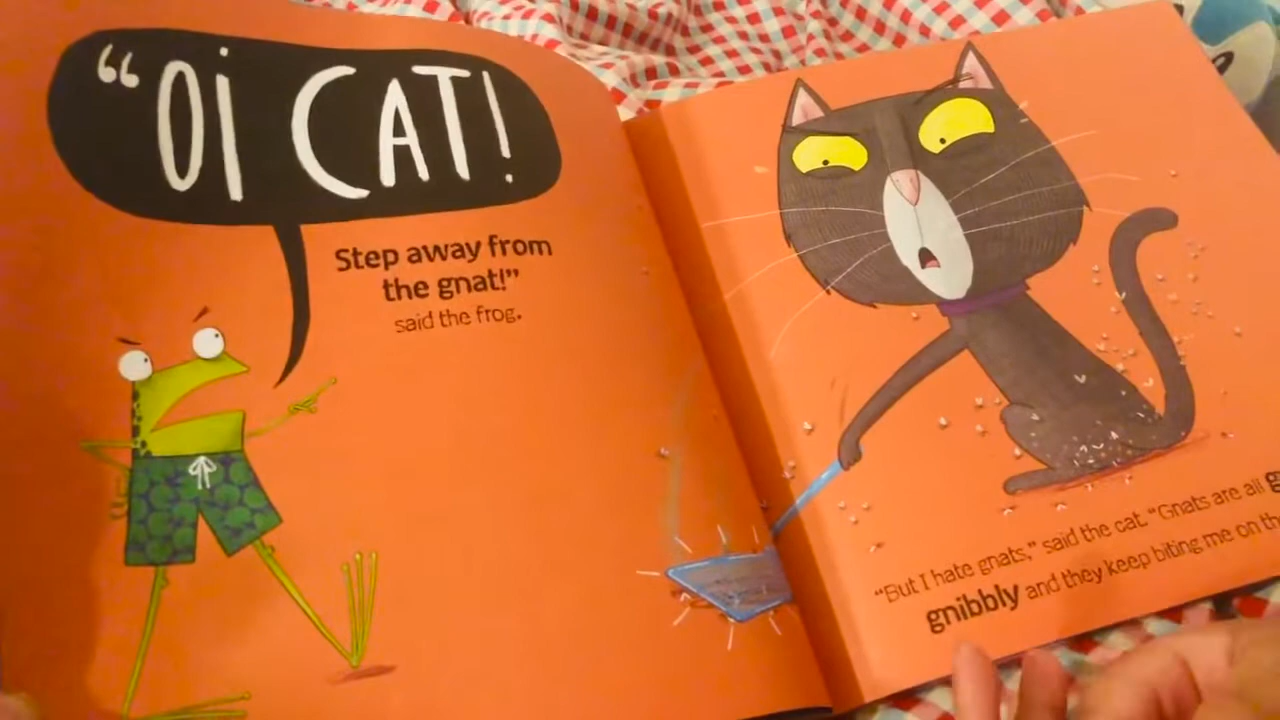 "Oi CAT!
Step away from
the gnat!"
said the frog.
"But I hate gnats," said the cat. "Gnats are all
gnibbly and they keep biting me on